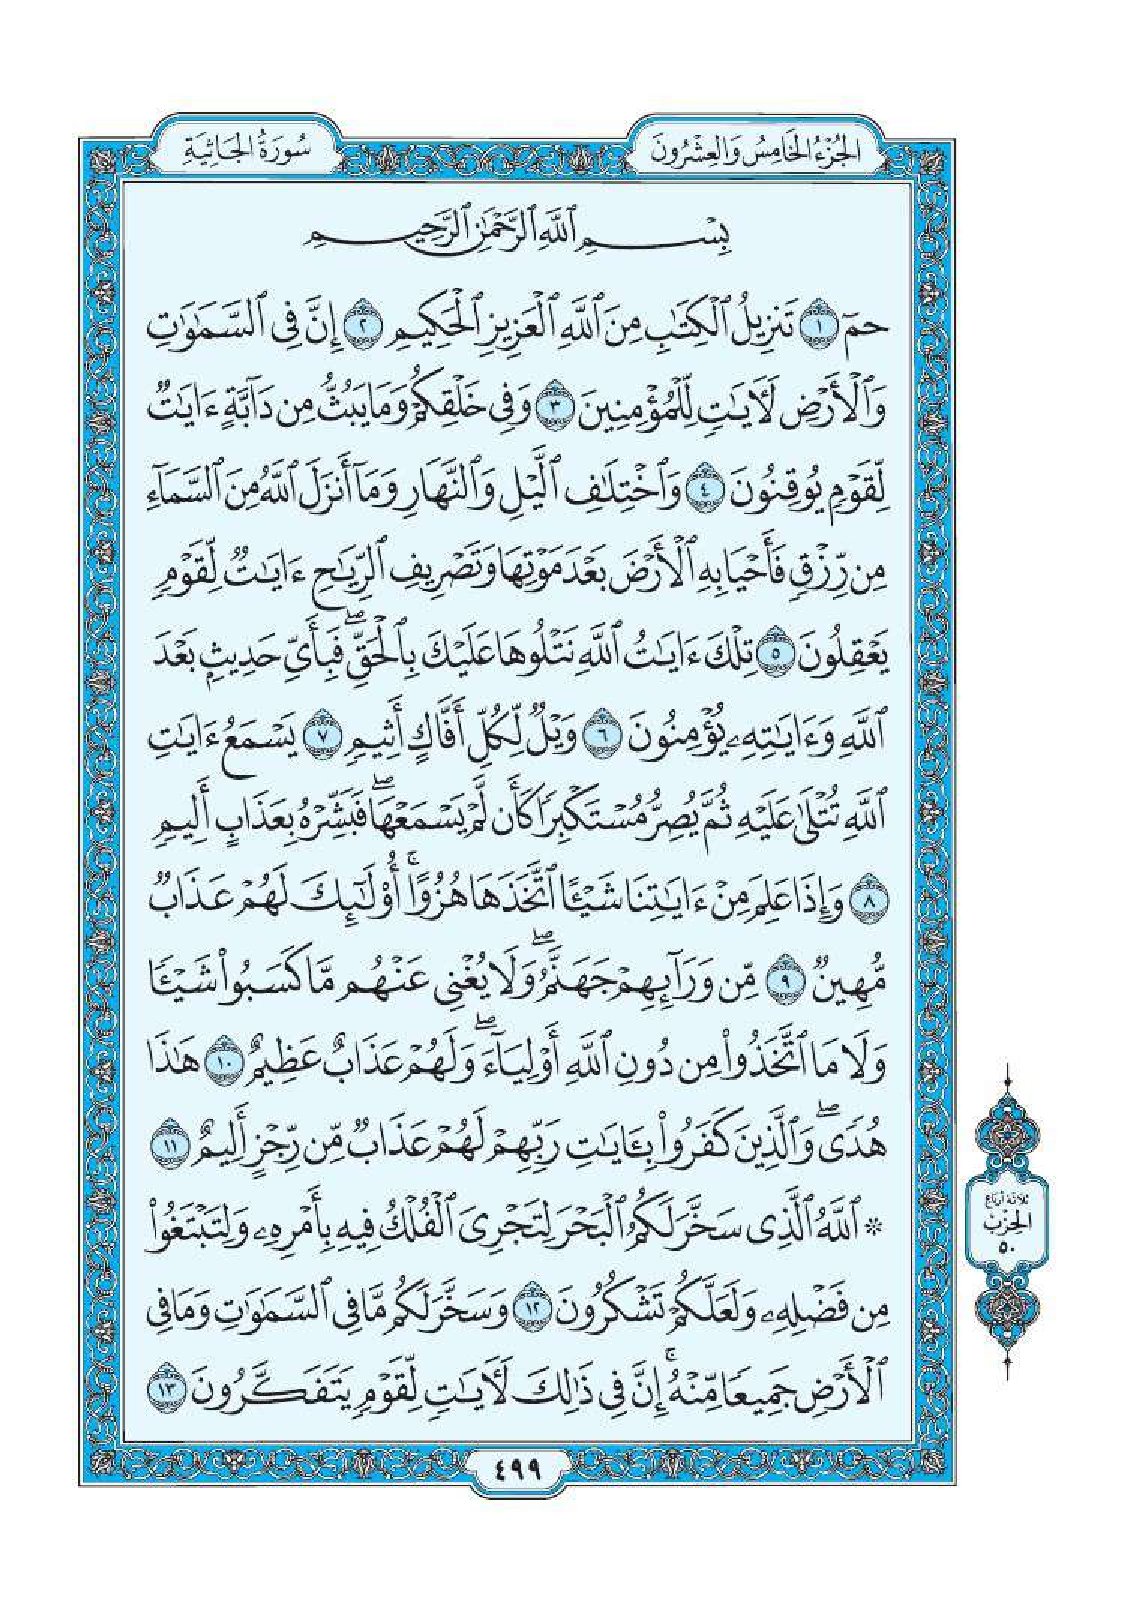 الجُزْءُ الخَامِسُ وَالعِشْرُونَ
سُورَةُ الجَاثِيَةِ
بِسْمِ ٱللَّهِ ٱلرَّحْمَٰنِ ٱلرَّحِيمِ
حمٓ ١ تَنزِيلُ ٱلْكِتَٰبِ مِنَ ٱللَّهِ ٱلْعَزِيزِ ٱلْحَكِيمِ ٢ إِنَّ فِى ٱلسَّمَٰوَٰتِ
وَٱلْأَرْضِ لَءَايَٰتٍ لِّلْمُؤْمِنِينَ ٣ وَفِى خَلْقِكُمْ وَمَا يَبُثُّ مِن دَآبَّةٍ ءَايَٰتٌ
لِّقَوْمٍ يُوقِنُونَ ٤ وَٱخْتِلَٰفِ ٱلَّيْلِ وَٱلنَّهَارِ وَمَآ أَنزَلَ ٱللَّهُ مِنَ ٱلسَّمَآءِ
مِن رِّزْقٍ فَأَحْيَا بِهِ ٱلْأَرْضَ بَعْدَ مَوْتِهَا وَتَصْرِيفِ ٱلرِّيَٰحِ ءَايَٰتٌ لِّقَوْمٍ
يَعْقِلُونَ ٥ تِلْكَ ءَايَٰتُ ٱللَّهِ نَتْلُوهَا عَلَيْكَ بِٱلْحَقِّۖ فَبِأَىِّ حَدِيثٍۭ بَعْدَ
ٱللَّهِ وَءَايَٰتِهِۦ يُؤْمِنُونَ ٦ وَيْلٌ لِّكُلِّ أَفَّاكٍ أَثِيمٍ ٧ يَسْمَعُ ءَايَٰتِ
ٱللَّهِ تُتْلَىٰ عَلَيْهِ ثُمَّ يُصِرُّ مُسْتَكْبِرًا كَأَن لَّمْ يَسْمَعْهَاۖ فَبَشِّرْهُ بِعَذَابٍ أَلِيمٍ
٨ وَإِذَا عَلِمَ مِنْ ءَايَٰتِنَا شَيْـًٔا ٱتَّخَذَهَا هُزُوًاۚ أُو۟لَٰٓئِكَ لَهُمْ عَذَابٌ
مُّهِينٌ ٩ مِّن وَرَآئِهِمْ جَهَنَّمُۖ وَلَا يُغْنِى عَنْهُم مَّا كَسَبُوا۟ شَيْـًٔا
وَلَا مَا ٱتَّخَذُوا۟ مِن دُونِ ٱللَّهِ أَوْلِيَآءَۖ وَلَهُمْ عَذَابٌ عَظِيمٌ ١٠ هَٰذَا
هُدًىۖ وَٱلَّذِينَ كَفَرُوا۟ بِـَٔايَٰتِ رَبِّهِمْ لَهُمْ عَذَابٌ مِّن رِّجْزٍ أَلِيمٌ ١١
* ٱللَّهُ ٱلَّذِى سَخَّرَ لَكُمُ ٱلْبَحْرَ لِتَجْرِىَ ٱلْفُلْكُ فِيهِ بِأَمْرِهِۦ وَلِتَبْتَغُوا۟
مِن فَضْلِهِۦ وَلَعَلَّكُمْ تَشْكُرُونَ ١٢ وَسَخَّرَ لَكُم مَّا فِى ٱلسَّمَٰوَٰتِ وَمَا فِى
ٱلْأَرْضِ جَمِيعًا مِّنْهُۚ إِنَّ فِى ذَٰلِكَ لَءَايَٰتٍ لِّقَوْمٍ يَتَفَكَّرُونَ ١٣
ثلاثة أرباع
الحِزْب
٥٠
٤٩٩